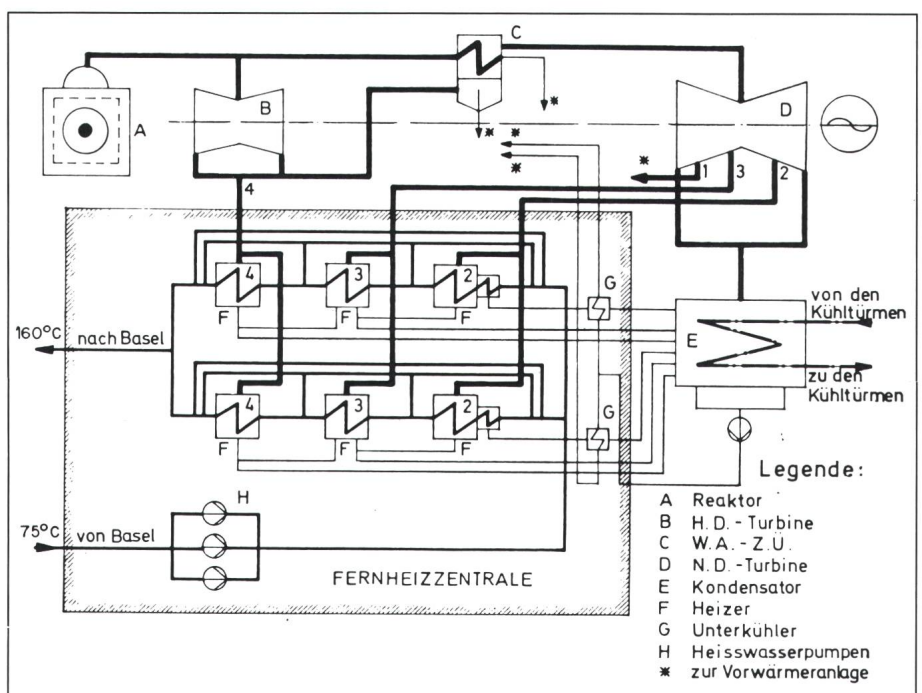 C
B
A
D
*
*
*
*
*
1
3
2
4
G
4
3
2
F
F
F
E
von den
Kühltürmen
zu den
Kühltürmen
160°C
nach Basel
4
3
2
G
F
F
F
H
75°C
von Basel
FERNHEIZZENTRALE
Legende:
A Reaktor
B H.D.-Turbine
C W.A.-Z.Ü.
D N.D.-Turbine
E Kondensator
F Heizer
G Unterkühler
H Heisswasserpumpen
* zur Vorwärmeranlage